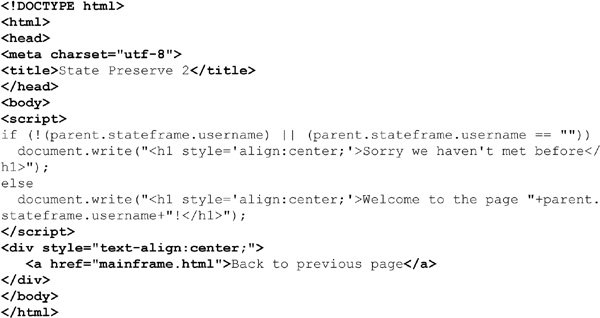 <!DOCTYPE html>
<html>
<head>
<meta charset="utf-8">
<title>State Preserve 2</title>
</head>
<body>
<script>
if (!(parent.stateframe.username) || (parent.stateframe.username == ""))
  document.write("<h1 style='align:center;'>Sorry we haven't met before</
h1>");
else
  document.write("<h1 style='align:center;'>Welcome to the page "+parent.
stateframe.username+"!</h1>");
</script>
<div style="text-align:center;">
   <a href="mainframe.html">Back to previous page</a>
</div>
</body>
</html>